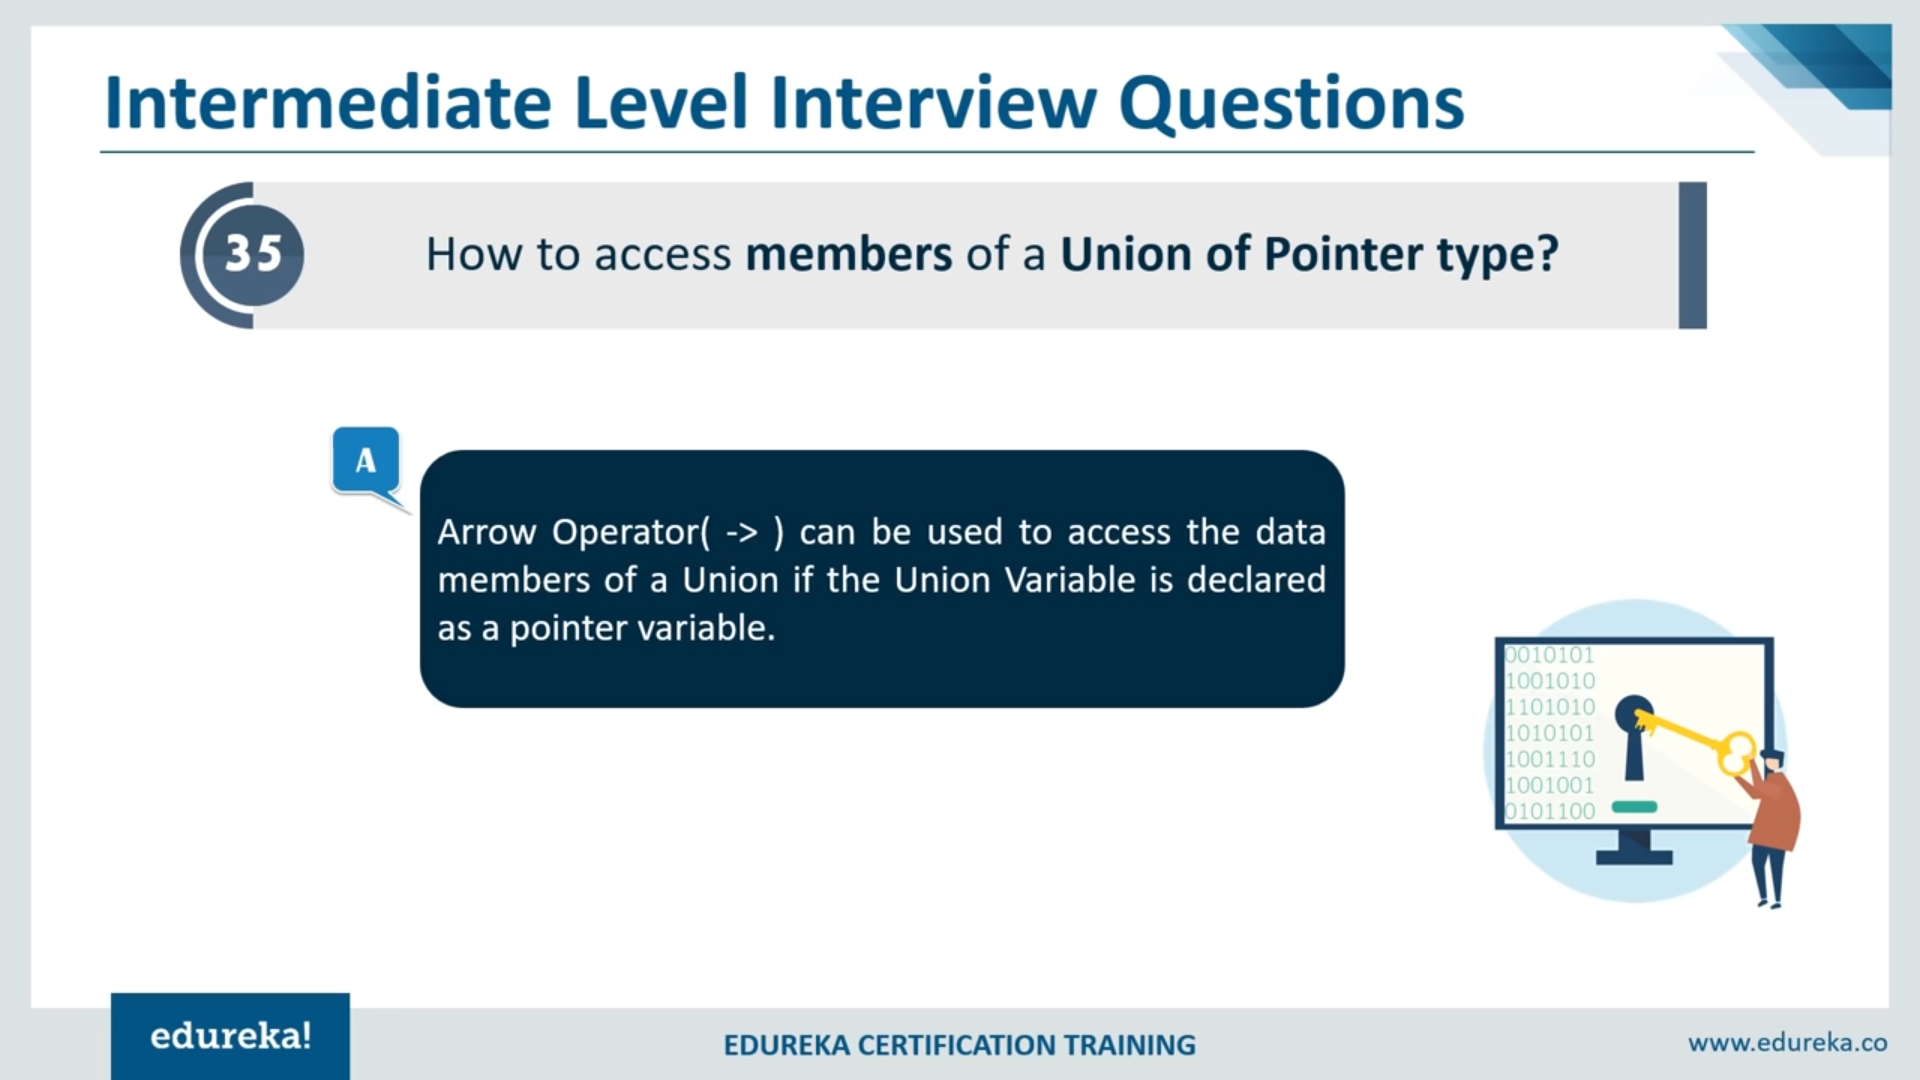 Intermediate Level Interview Questions
35
How to access members of a Union of Pointer type?
A
Arrow Operator( -> ) can be used to access the data
members of a Union if the Union Variable is declared
as a pointer variable.
0010101
1001010
1101010
1010101
1001110
1001001
0101100
edureka!
EDUREKA CERTIFICATION TRAINING
www.edureka.co